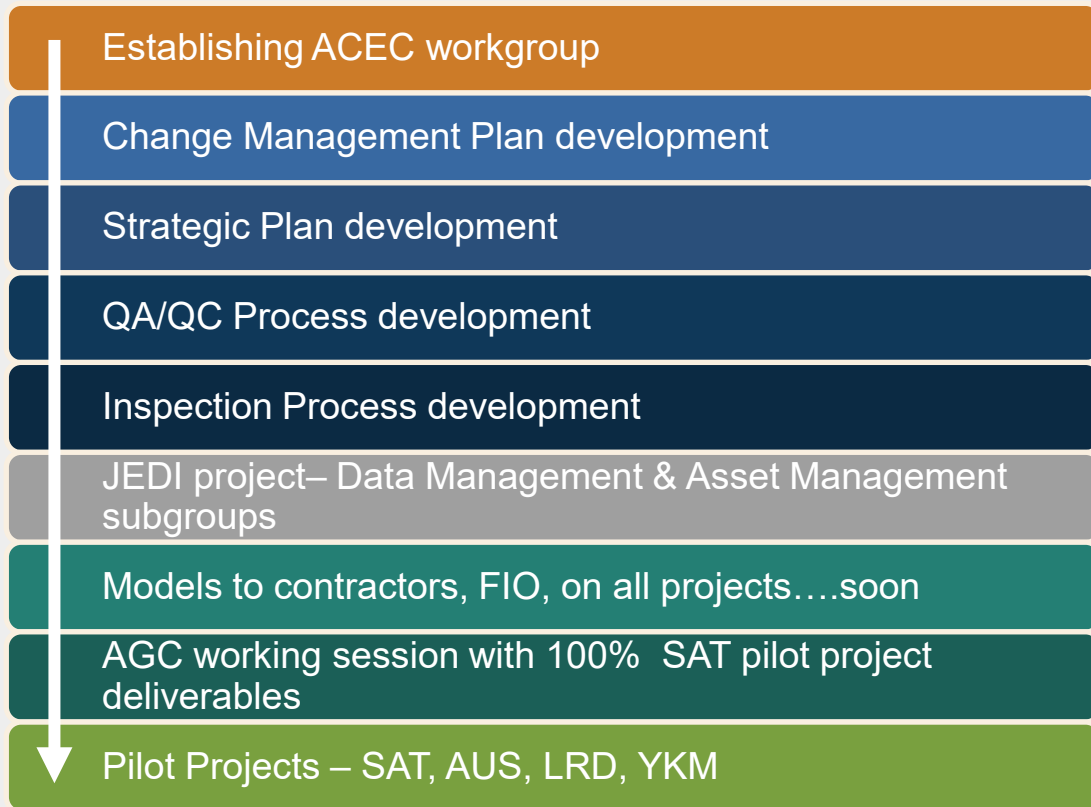 Establishing ACEC workgroup
Change Management Plan development
Strategic Plan development
QA/QC Process development
Inspection Process development
JEDI project– Data Management & Asset Management
subgroups
Models to contractors, FIO, on all projects….soon
AGC working session with 100%  SAT pilot project
deliverables
Pilot Projects – SAT, AUS, LRD, YKM